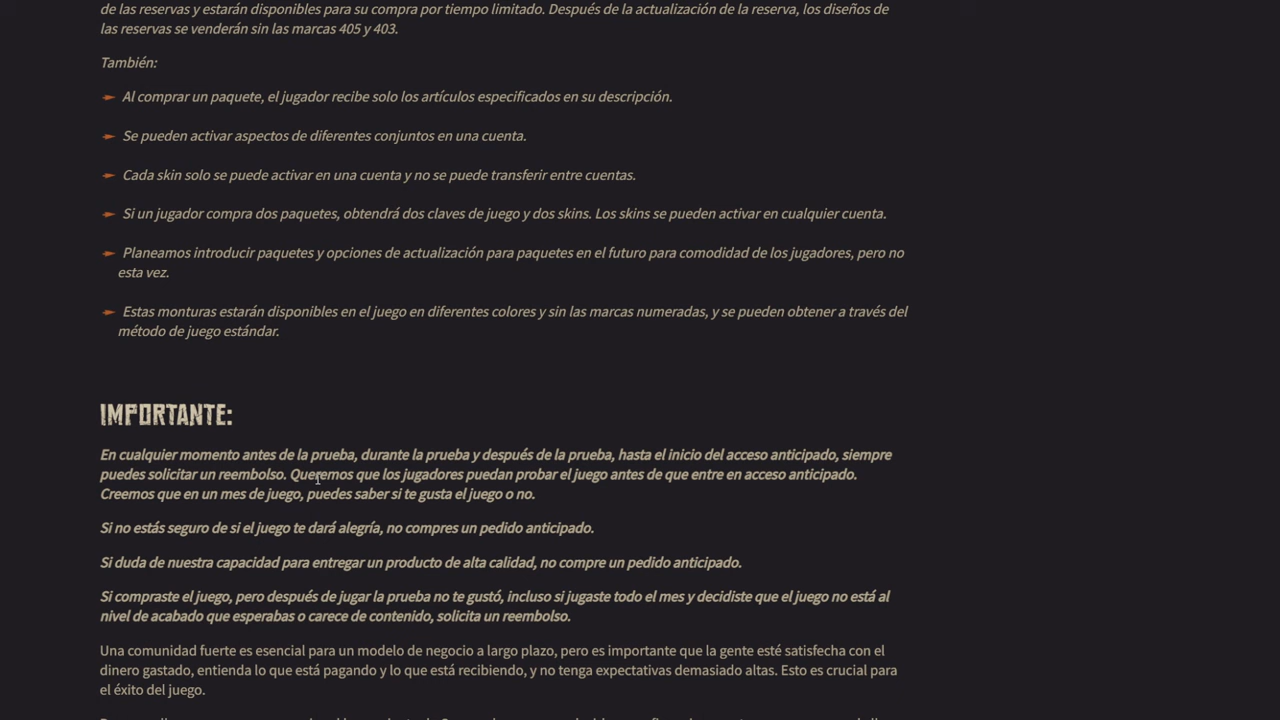 de las reservas y estarán disponibles para su compra por tiempo limitado. Después de la actualización de la reserva, los diseños de
las reservas se venderán sin las marcas 405 y 403.
También:
Al comprar un paquete, el jugador recibe solo los artículos especificados en su descripción.
Se pueden activar aspectos de diferentes conjuntos en una cuenta.
Cada skin solo se puede activar en una cuenta y no se puede transferir entre cuentas.
Si un jugador compra dos paquetes, obtendrá dos claves de juego y dos skins. Los skins se pueden activar en cualquier cuenta.
Planeamos introducir paquetes y opciones de actualización para paquetes en el futuro para comodidad de los jugadores, pero no
esta vez.
Estas monturas estarán disponibles en el juego en diferentes colores y sin las marcas numeradas, y se pueden obtener a través del
método de juego estándar.
IMPORTANTE:
En cualquier momento antes de la prueba, durante la prueba y después de la prueba, hasta el inicio del acceso anticipado, siempre
puedes solicitar un reembolso. Queremos que los jugadores puedan probar el juego antes de que entre en acceso anticipado.
Creemos que en un mes de juego, puedes saber si te gusta el juego o no.
Si no estás seguro de si el juego te dará alegría, no compres un pedido anticipado.
Si duda de nuestra capacidad para entregar un producto de alta calidad, no compre un pedido anticipado.
Si compraste el juego, pero después de jugar la prueba no te gustó, incluso si jugaste todo el mes y decidiste que el juego no está al
nivel de acabado que esperabas o carece de contenido, solicita un reembolso.
Una comunidad fuerte es esencial para un modelo de negocio a largo plazo, pero es importante que la gente esté satisfecha con el
dinero gastado, entienda lo que está pagando y lo que está recibiendo, y no tenga expectativas demasiado altas. Esto es crucial para
el éxito del juego.